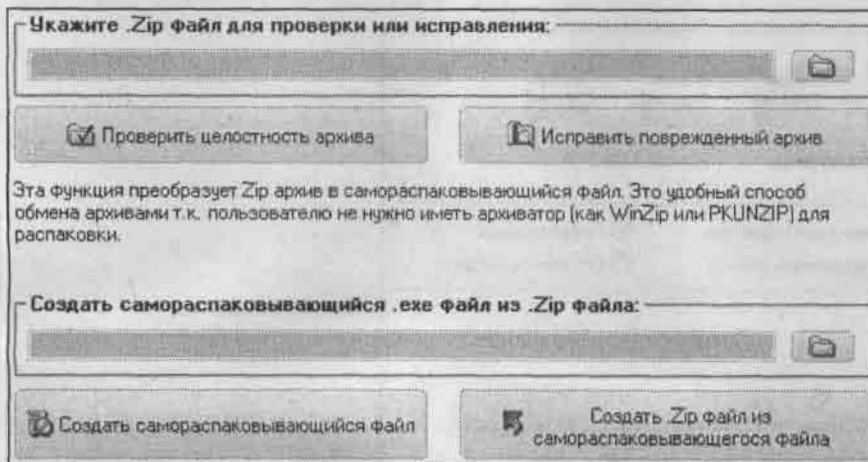 Укажите .Zip файл для проверки или исправления:
Проверить целостность архива
Исправить поврежденный архив
Эта функция преобразует Zip архив в самораспаковывающийся файл. Это удобный способ
обмена архивами т.к. пользователю не нужно иметь архиватор (как WinZip или PKUNZIP) для
распаковки.
Создать самораспаковывающийся .exe файл из .Zip файла:
Создать самораспаковывающийся файл
Создать .Zip файл из
самораспаковывающегося файла